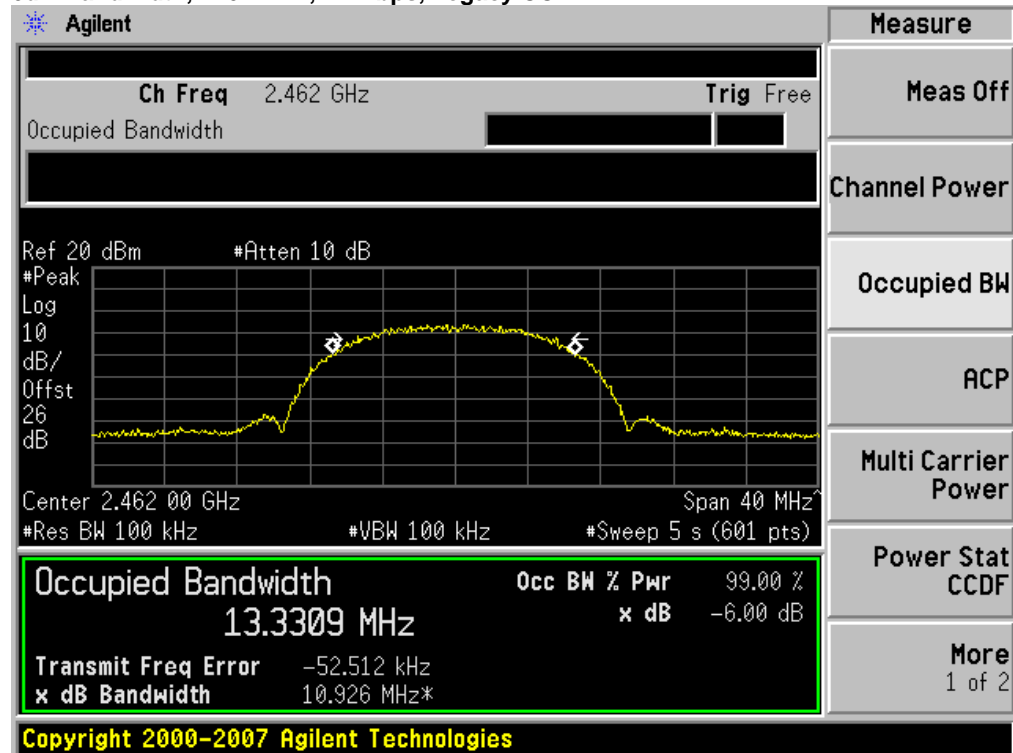 Agilent
Measure
Ch Freq 2.462 GHz Trig Free
Occupied Bandwidth
Meas Off
Channel Power
Occupied BW
ACP
Multi Carrier
Power
Power Stat
CCDF
More
1 of 2
Ref 20 dBm #Atten 10 dB
#Peak
Log
10
dB/
Offst
26
dB
Center 2.462 00 GHz Span 40 MHz^
#Res BW 100 kHz #VBW 100 kHz #Sweep 5 s (601 pts)
Occupied Bandwidth Occ BW % Pwr 99.00 %
13.3309 MHz x dB -6.00 dB
Transmit Freq Error -52.512 kHz
x dB Bandwidth 10.926 MHz*
Copyright 2000-2007 Agilent Technologies